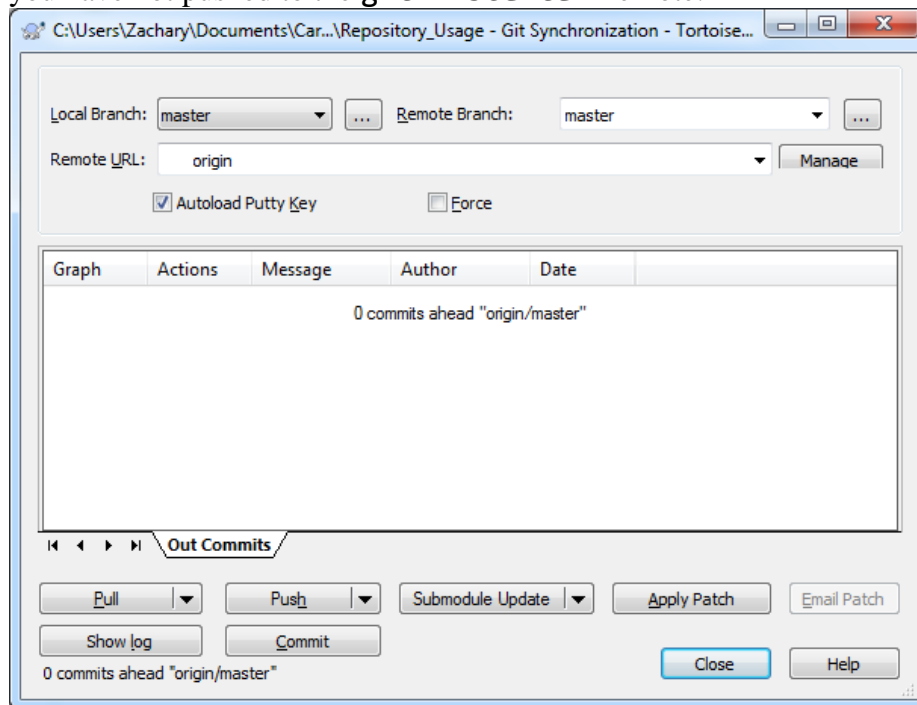 C:\Users\Zachary\Documents\Car...\Repository_Usage - Git Synchronization - Tortoise...
Local Branch: master ... Remote Branch: master ...
Remote URL: origin Manage
Autoload Putty Key Force
Graph Actions Message Author Date
0 commits ahead "origin/master"
Out Commits
Pull Push Submodule Update Apply Patch Email Patch
Show log Commit
Close Help
0 commits ahead "origin/master"